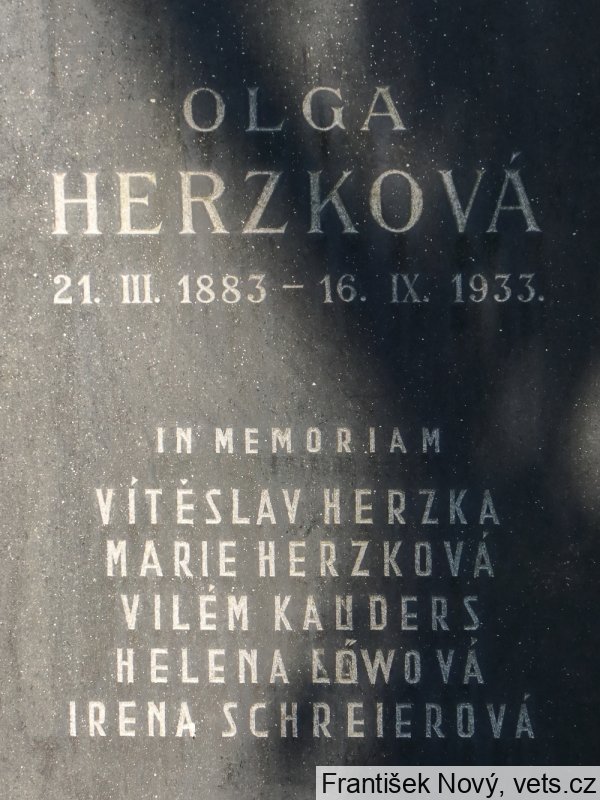 OLGA
HERZKOVÁ
21. III. 1883 – 16. IX. 1933.
IN MEMORIAM
VÍTĚSLAV HERZKA
MARIE HERZKOVÁ
VILÉM KAUDERS
HELENA LÖWOVÁ
IRENA SCHREIEROVÁ
František Nový, vets.cz